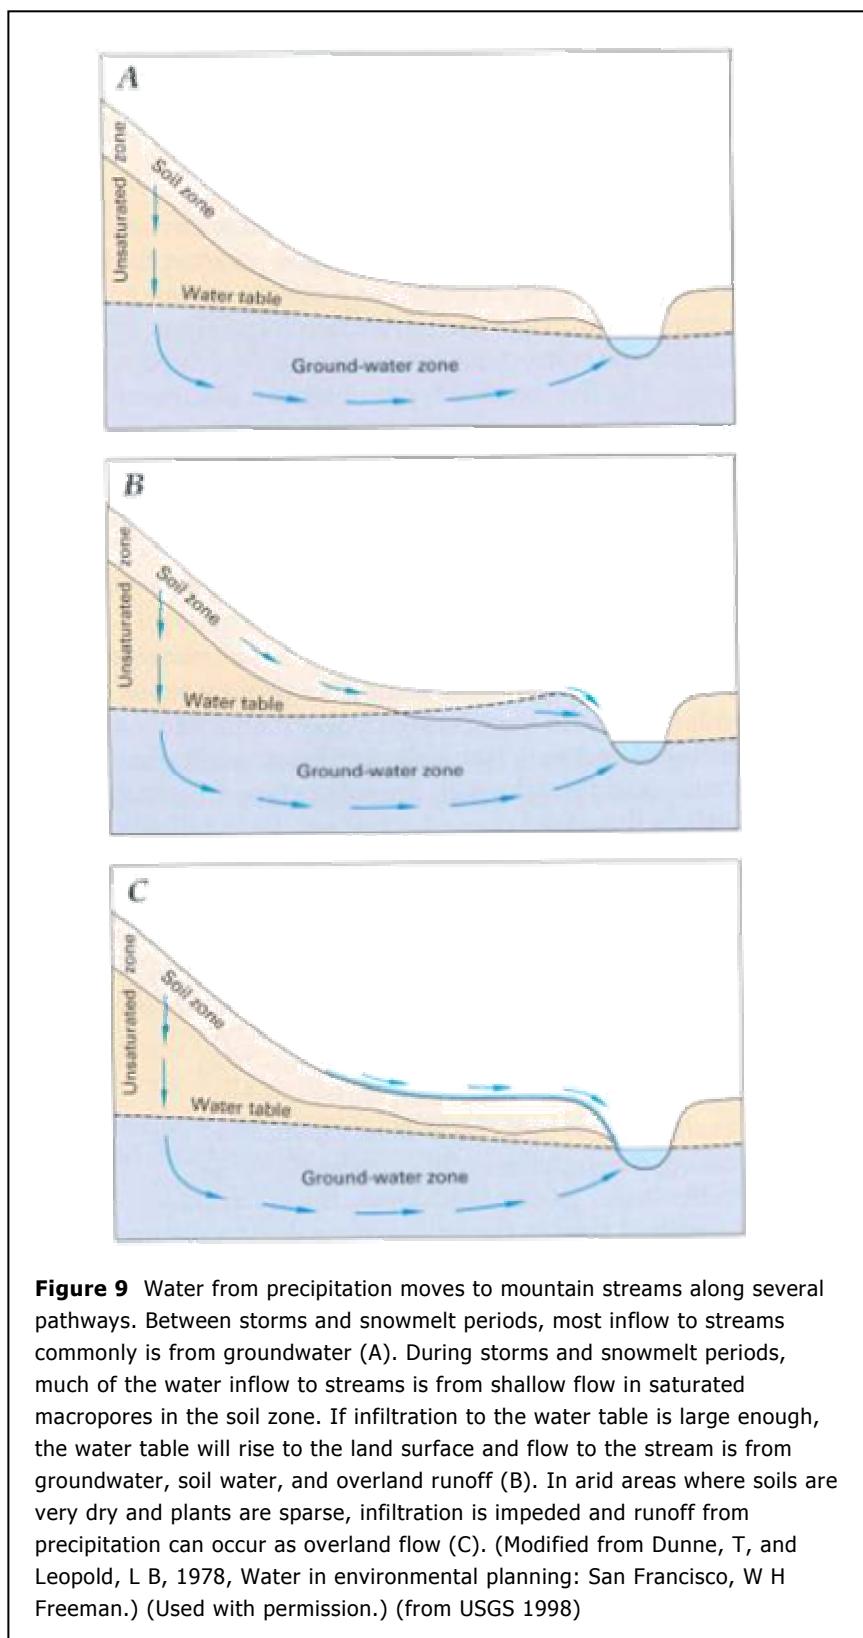 A
Unsaturated zone
Soil zone
Water table
Ground-water zone
B
Unsaturated zone
Soil zone
Water table
Ground-water zone
C
Unsaturated zone
Soil zone
Water table
Ground-water zone
Figure 9 Water from precipitation moves to mountain streams along several
pathways. Between storms and snowmelt periods, most inflow to streams
commonly is from groundwater (A). During storms and snowmelt periods,
much of the water inflow to streams is from shallow flow in saturated
macropores in the soil zone. If infiltration to the water table is large enough,
the water table will rise to the land surface and flow to the stream is from
groundwater, soil water, and overland runoff (B). In arid areas where soils are
very dry and plants are sparse, infiltration is impeded and runoff from
precipitation can occur as overland flow (C). (Modified from Dunne, T, and
Leopold, L B, 1978, Water in environmental planning: San Francisco, W H
Freeman.) (Used with permission.) (from USGS 1998)